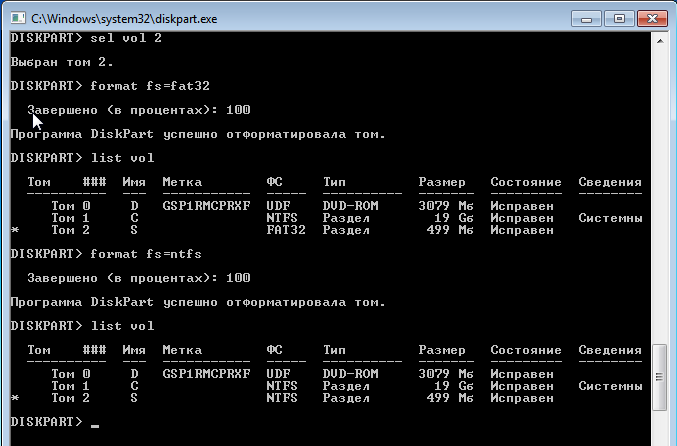 C:\Windows\system32\diskpart.exe
DISKPART> sel vol 2
Выбран том 2.
DISKPART> format fs=fat32
Завершено (в процентах): 100
Программа DiskPart успешно отформатировала том.
DISKPART> list vol
Том ### Имя Метка ФС Тип Размер Состояние Сведения
---------- --- ----------- ----- ---------- ------- --------- --------
Том 0 D GSP1RMCPRXF UDF DVD-ROM 3079 Мб Исправен
Том 1 C NTFS Раздел 19 Gб Исправен Системны
* Том 2 S FAT32 Раздел 499 Мб Исправен
DISKPART> format fs=ntfs
Завершено (в процентах): 100
Программа DiskPart успешно отформатировала том.
DISKPART> list vol
Том ### Имя Метка ФС Тип Размер Состояние Сведения
---------- --- ----------- ----- ---------- ------- --------- --------
Том 0 D GSP1RMCPRXF UDF DVD-ROM 3079 Мб Исправен
Том 1 C NTFS Раздел 19 Gб Исправен Системны
* Том 2 S NTFS Раздел 499 Мб Исправен
DISKPART> _